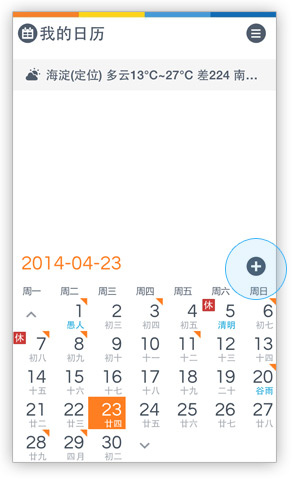 我的日历
海淀(定位) 多云13°C~27°C 差224 南…
2014-04-23
周一 周二 周三 周四 周五 周六 周日
1 2 3 4 休 5 6
愚人 初三 初四 初五 清明 初七
休 7 8 9 10 11 12 13
初八 初九 初十 十一 十二 十三 十四
14 15 16 17 18 19 20
十五 十六 十七 十八 十九 二十 谷雨
21 22 23 24 25 26 27
廿二 廿三 廿四 廿五 廿六 廿七 廿八
28 29 30
廿九 四月 初二